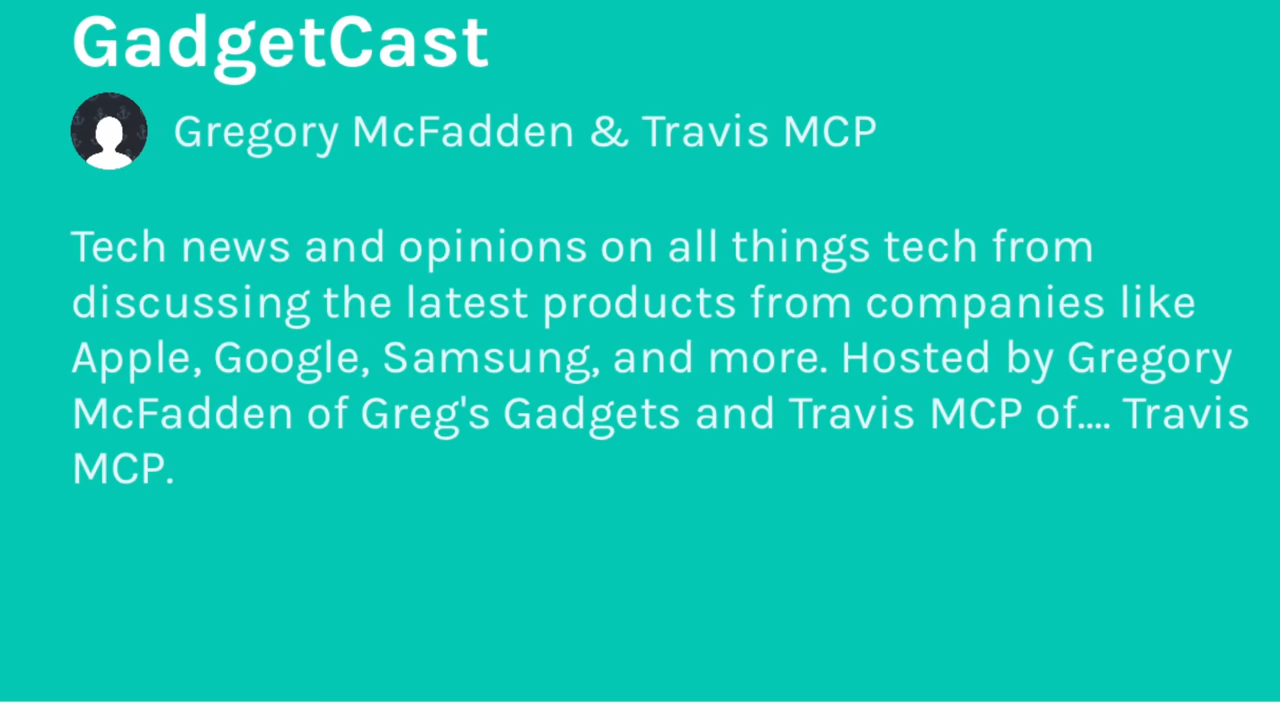 GadgetCast
Gregory McFadden & Travis MCP
Tech news and opinions on all things tech from
discussing the latest products from companies like
Apple, Google, Samsung, and more. Hosted by Gregory
McFadden of Greg's Gadgets and Travis MCP of.... Travis
MCP.